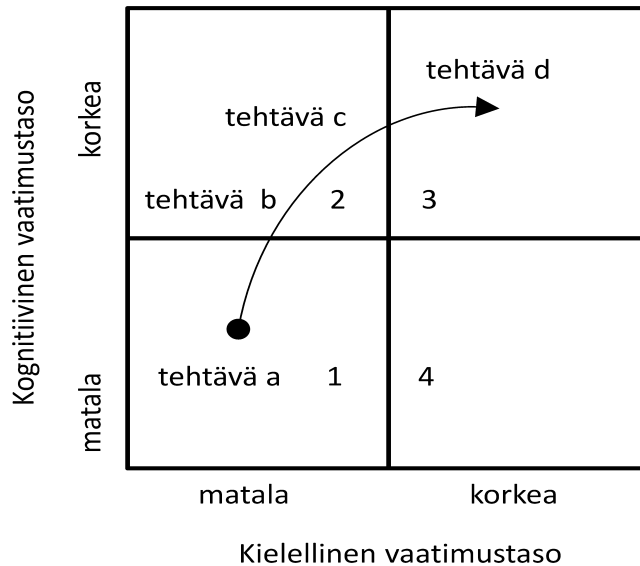 Kognitiivinen vaatimustaso
korkea
matala
tehtävä d
tehtävä c
tehtävä b 2 3
tehtävä a 1 4
matala korkea
Kielellinen vaatimustaso